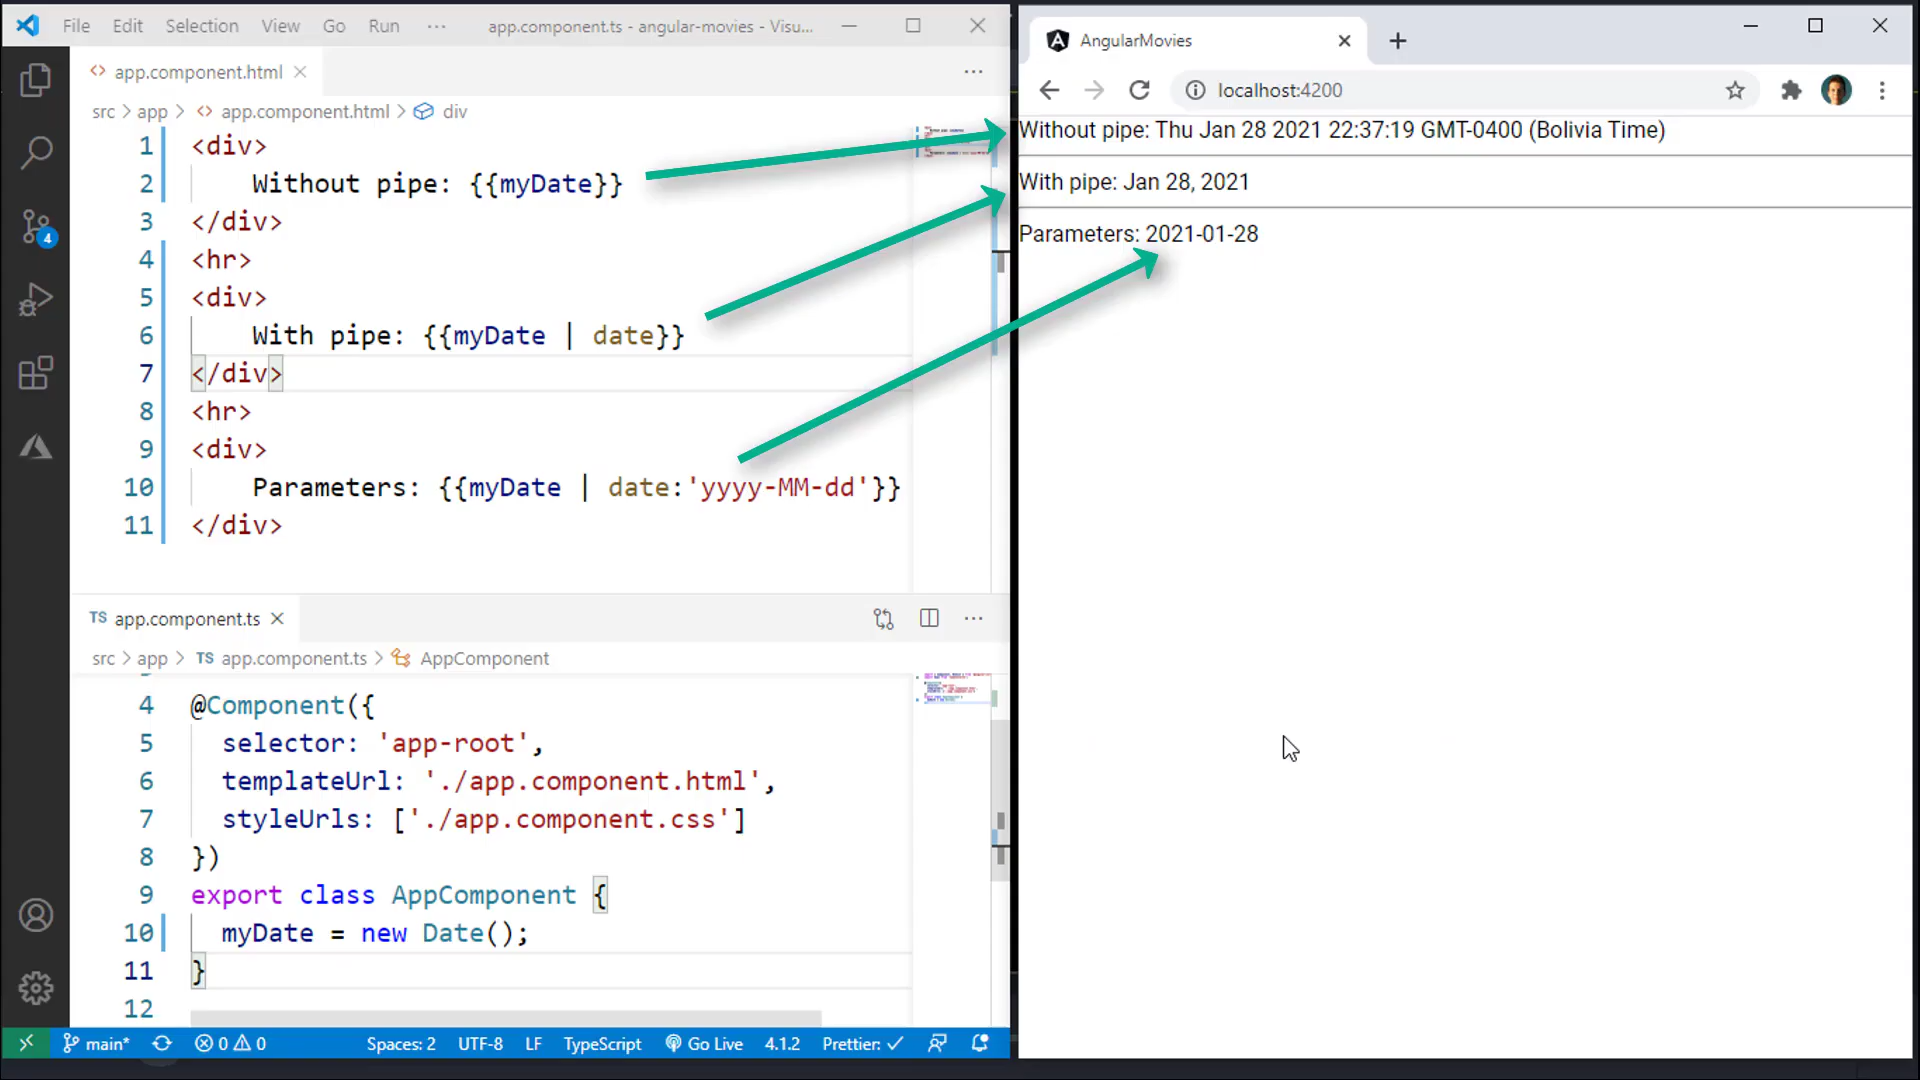 File Edit Selection View Go Run ··· app.component.ts - angular-movies - Visu...
<> app.component.html
src > app > <> app.component.html > div
1 <div>
2 Without pipe: {{myDate}}
3 </div>
4 <hr>
5 <div>
6 With pipe: {{myDate | date}}
7 </div>
8 <hr>
9 <div>
10 Parameters: {{myDate | date:'yyyy-MM-dd'}}
11 </div>
TS app.component.ts
src > app > TS app.component.ts > AppComponent
4 @Component({
5 selector: 'app-root',
6 templateUrl: './app.component.html',
7 styleUrls: ['./app.component.css']
8 })
9 export class AppComponent {
10 myDate = new Date();
11 }
12
4
main* 0 0 Spaces: 2 UTF-8 LF TypeScript Go Live 4.1.2 Prettier: ✓
AngularMovies
localhost:4200
Without pipe: Thu Jan 28 2021 22:37:19 GMT-0400 (Bolivia Time)
With pipe: Jan 28, 2021
Parameters: 2021-01-28